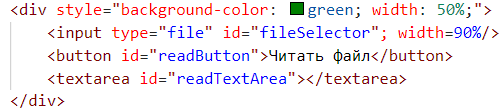 <div style="background-color: green; width: 50%;">
    <input type="file" id="fileSelector"; width=90%/>
    <button id="readButton">Читать файл</button>
    <textarea id="readTextArea"></textarea>
</div>